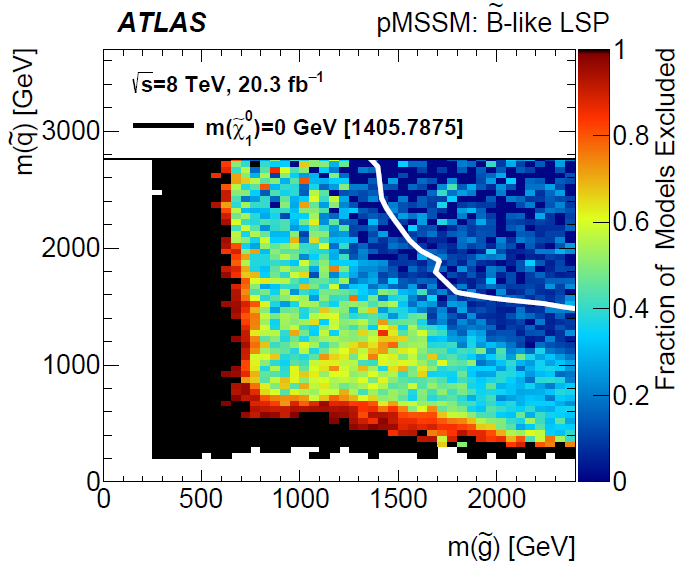 ATLAS
pMSSM: B̃-like LSP
√s=8 TeV, 20.3 fb⁻¹
m(χ̃⁰₁)=0 GeV [1405.7875]
m(q̃) [GeV]
3000
2000
1000
0
0
500
1000
1500
2000
m(g̃) [GeV]
1
0.8
0.6
0.4
0.2
0
Fraction of Models Excluded